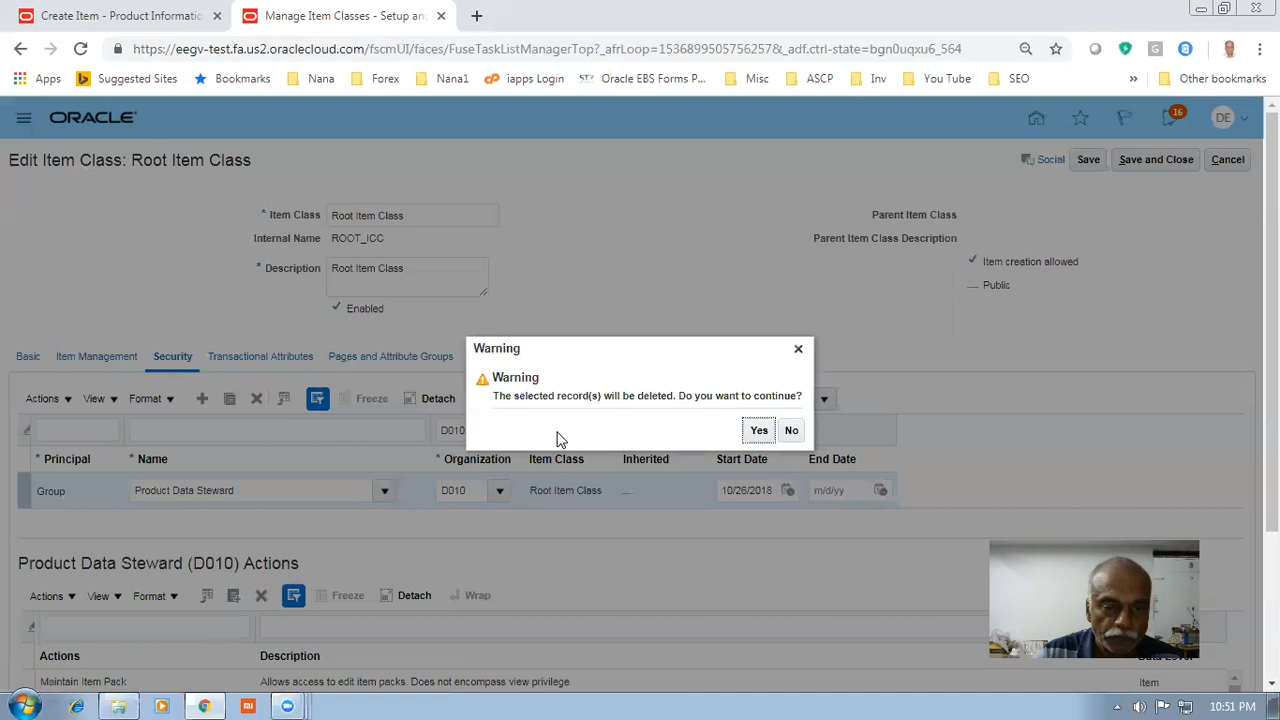 Create Item - Product Informatic
Manage Item Classes - Setup and
https://eegv-test.fa.us2.oraclecloud.com/fscmUI/faces/FuseTaskListManagerTop?_afrLoop=15368995056756257&_adf.ctrl-state=bgn0uqxu6_564
Apps Suggested Sites Bookmarks Nana Forex Nana1 iapps Login Oracle EBS Forms P... Misc ASCP Inv You Tube SEO » Other bookmarks
ORACLE 16 DE
Edit Item Class: Root Item Class Social Save Save and Close Cancel
* Item Class Root Item Class Parent Item Class
Internal Name ROOT_ICC Parent Item Class Description
* Description Root Item Class Item creation allowed
Public
Enabled
Warning
Basic Item Management Security Transactional Attributes Pages and Attribute Groups
Warning
The selected record(s) will be deleted. Do you want to continue?
Yes No
Actions View Format Freeze Detach
D010
* Principal * Name * Organization Item Class Inherited Start Date End Date
Group Product Data Steward D010 Root Item Class 10/26/2018 m/d/yy
Product Data Steward (D010) Actions
Actions View Format Freeze Detach Wrap
Actions Description
Maintain Item Pack Allows access to edit item packs. Does not encompass view privilege. Item
10:51 PM